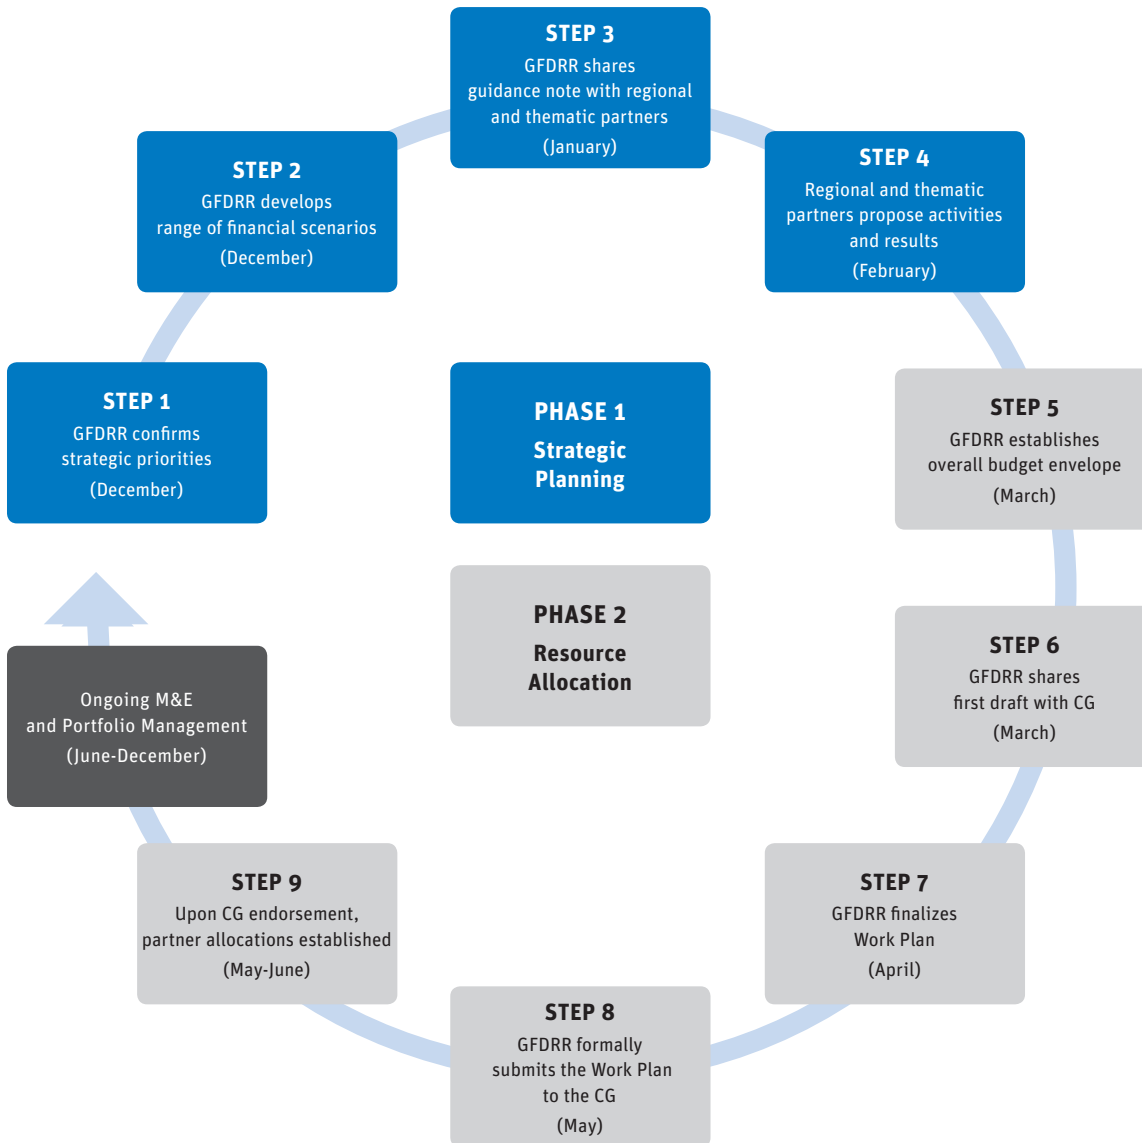 STEP 1
GFDRR confirms
strategic priorities
(December)
STEP 2
GFDRR develops
range of financial scenarios
(December)
STEP 3
GFDRR shares
guidance note with regional
and thematic partners
(January)
STEP 4
Regional and thematic
partners propose activities
and results
(February)
STEP 5
GFDRR establishes
overall budget envelope
(March)
STEP 6
GFDRR shares
first draft with CG
(March)
STEP 7
GFDRR finalizes
Work Plan
(April)
STEP 8
GFDRR formally
submits the Work Plan
to the CG
(May)
STEP 9
Upon CG endorsement,
partner allocations established
(May-June)
Ongoing M&E
and Portfolio Management
(June-December)
PHASE 1
Strategic
Planning
PHASE 2
Resource
Allocation